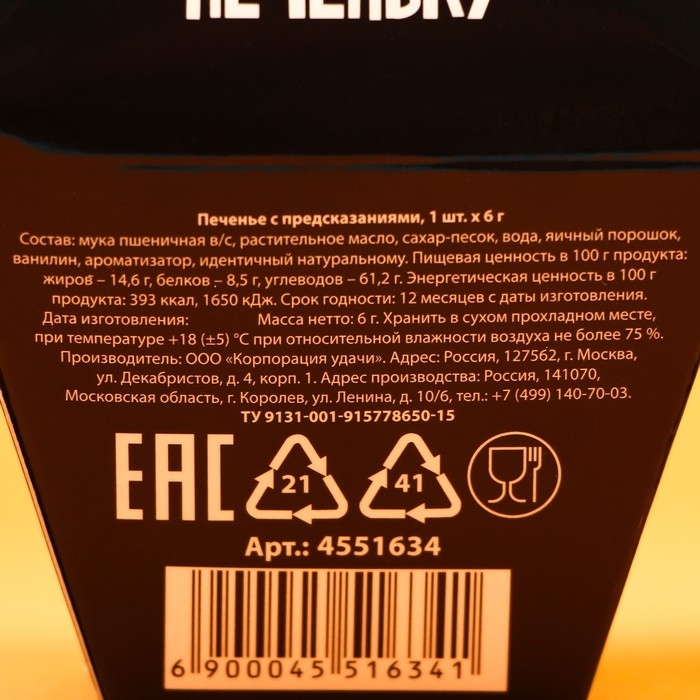 Печенье с предсказаниями, 1 шт. х 6 г
Состав: мука пшеничная в/с, растительное масло, сахар-песок, вода, яичный порошок,
ванилин, ароматизатор, идентичный натуральному. Пищевая ценность в 100 г продукта:
жиров – 14,6 г, белков – 8,5 г, углеводов – 61,2 г. Энергетическая ценность в 100 г
продукта: 393 ккал, 1650 кДж. Срок годности: 12 месяцев с даты изготовления.
Дата изготовления: Масса нетто: 6 г. Хранить в сухом прохладном месте,
при температуре +18 (±5) °С при относительной влажности воздуха не более 75 %.
Производитель: ООО «Корпорация удачи». Адрес: Россия, 127562, г. Москва,
ул. Декабристов, д. 4, корп. 1. Адрес производства: Россия, 141070,
Московская область, г. Королев, ул. Ленина, д. 10/6, тел.: +7 (499) 140-70-03.
ТУ 9131-001-915778650-15
EAC 21 41
Арт.: 4551634
6 900045 516341